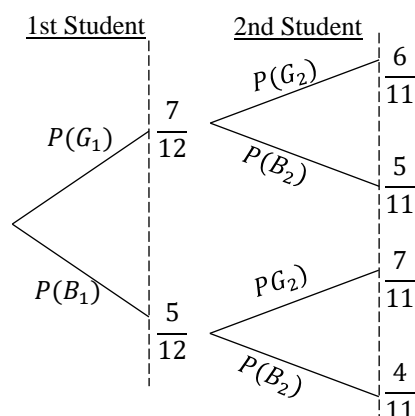 1st Student
2nd Student
P(G₁)
7/12
P(B₁)
5/12
P(G₂)
6/11
P(B₂)
5/11
PG₂)
7/11
P(B₂)
4/11